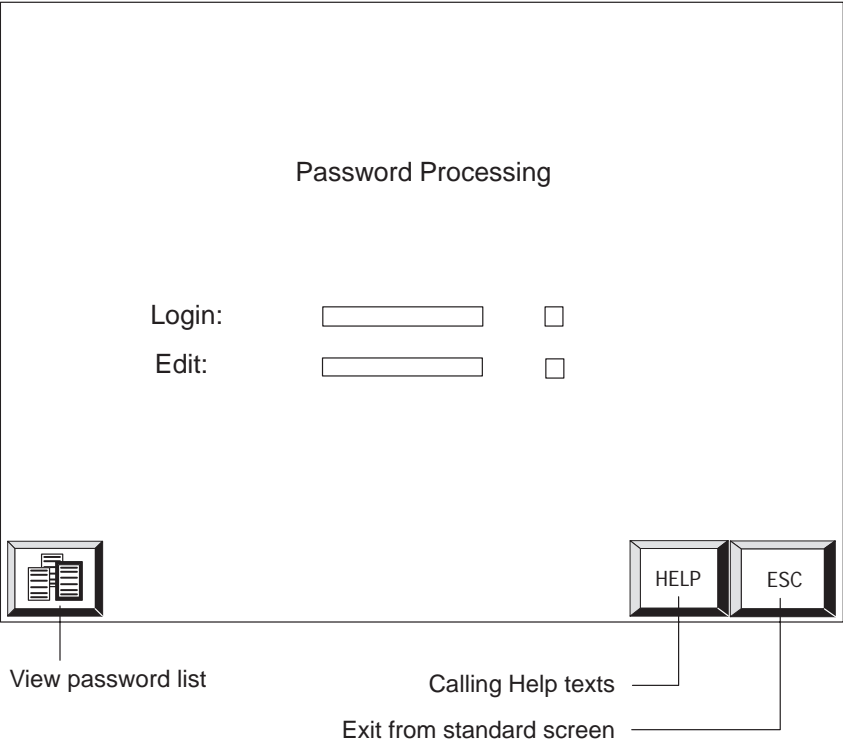 Password Processing
Login:
Edit:
HELP
ESC
View password list
Calling Help texts
Exit from standard screen